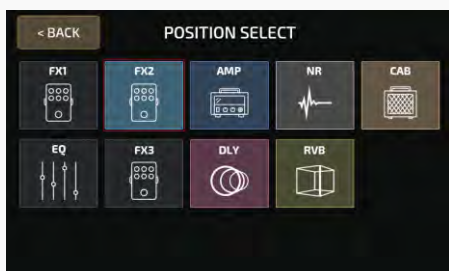 < BACK
POSITION SELECT
FX1 FX2 AMP NR CAB
EQ FX3 DLY RVB